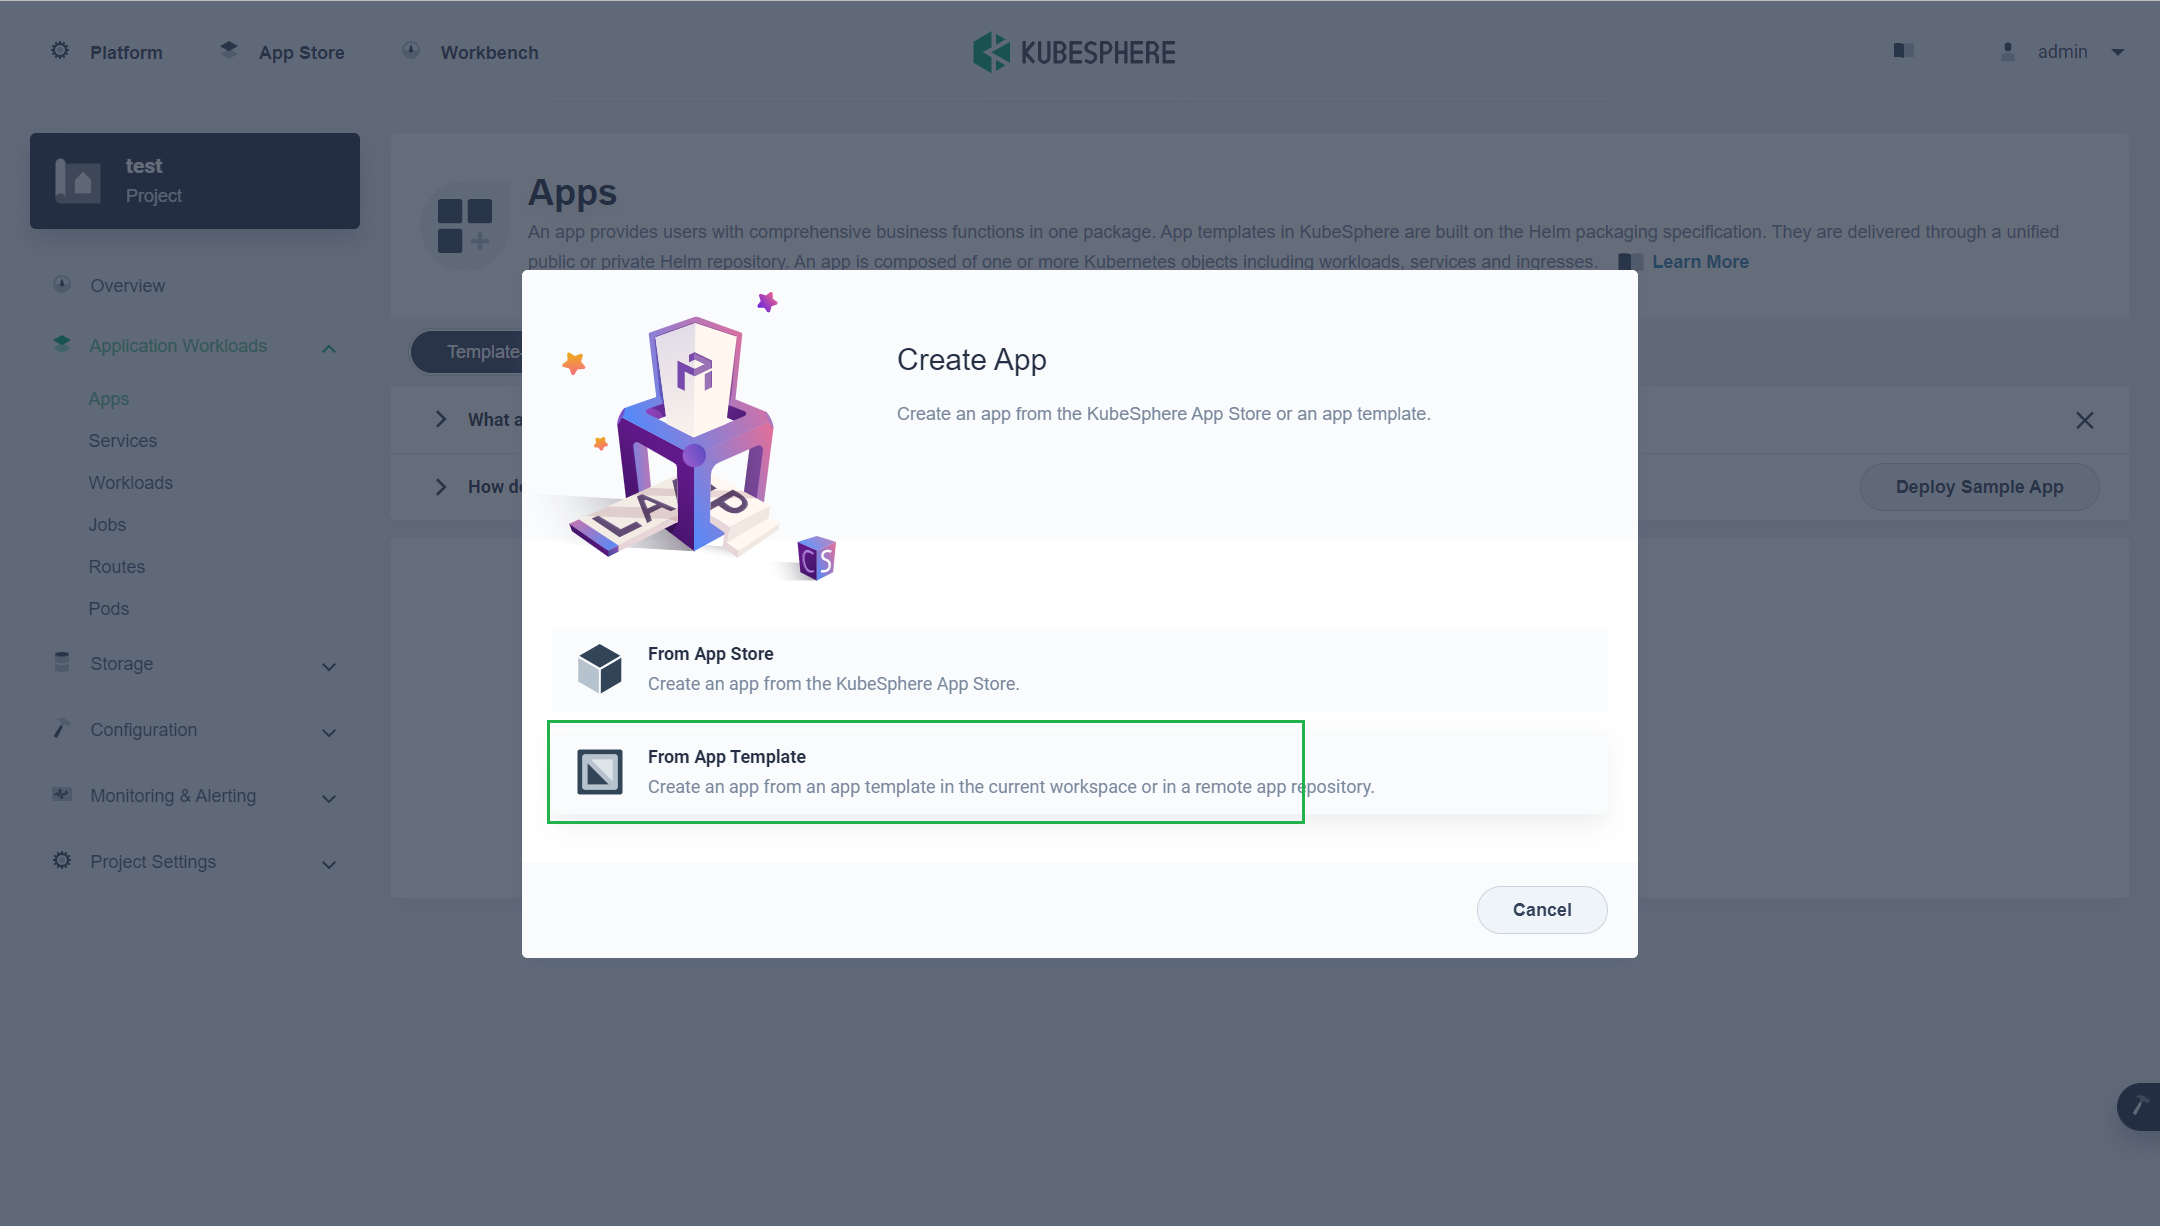 Platform
App Store
Workbench
KUBESPHERE
admin
test
Project
Overview
Application Workloads
Apps
Services
Workloads
Jobs
Routes
Pods
Storage
Configuration
Monitoring & Alerting
Project Settings
Apps
An app provides users with comprehensive business functions in one package. App templates in KubeSphere are built on the Helm packaging specification. They are delivered through a unified
public or private Helm repository. An app is composed of one or more Kubernetes objects including workloads, services and ingresses. Learn More
Template-
What a
How d
Deploy Sample App
LAPP
CS
Create App
Create an app from the KubeSphere App Store or an app template.
From App Store
Create an app from the KubeSphere App Store.
From App Template
Create an app from an app template in the current workspace or in a remote app repository.
Cancel